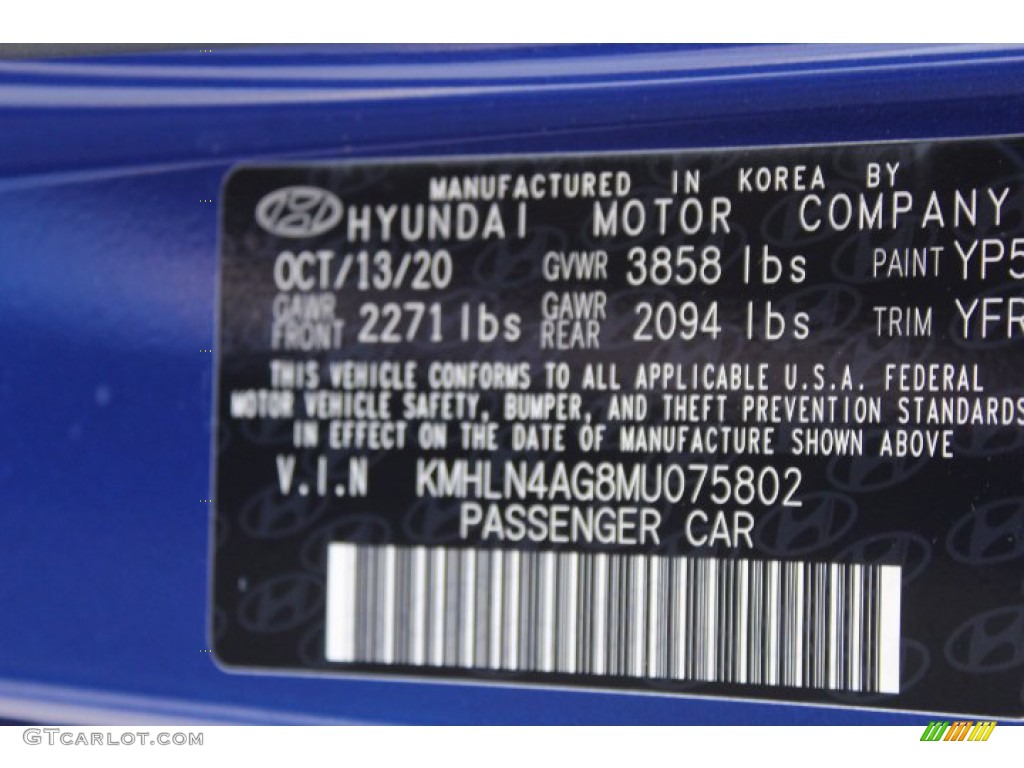 MANUFACTURED IN KOREA BY
HYUNDAI MOTOR COMPANY
OCT/13/20 GVWR 3858 lbs PAINT YP5
GAWR FRONT 2271 lbs GAWR REAR 2094 lbs TRIM YFR
THIS VEHICLE CONFORMS TO ALL APPLICABLE U.S.A. FEDERAL
MOTOR VEHICLE SAFETY, BUMPER, AND THEFT PREVENTION STANDARDS
IN EFFECT ON THE DATE OF MANUFACTURE SHOWN ABOVE
V.I.N KMHLN4AG8MU075802
PASSENGER CAR
GTCARLOT.COM